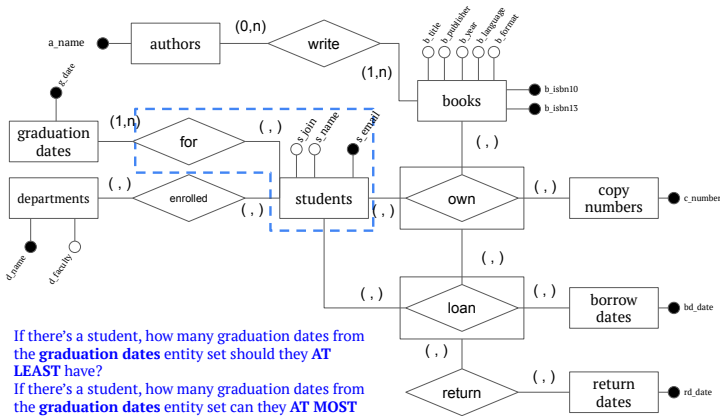 a_name
authors
(0,n)
write
(1,n)
b_title
b_publisher
b_year
b_language
b_format
books
b_isbn10
b_isbn13
g_date
graduation
dates
(1,n)
for
( , )
s_join
s_name
s_email
( , )
departments
( , )
enrolled
( , )
students
( , )
own
( , )
copy
numbers
c_number
d_name
d_faculty
( , )
( , )
loan
( , )
borrow
dates
bd_date
( , )
return
( , )
return
dates
rd_date
If there's a student, how many graduation dates from
the graduation dates entity set should they AT
LEAST have?
If there's a student, how many graduation dates from
the graduation dates entity set can they AT MOST